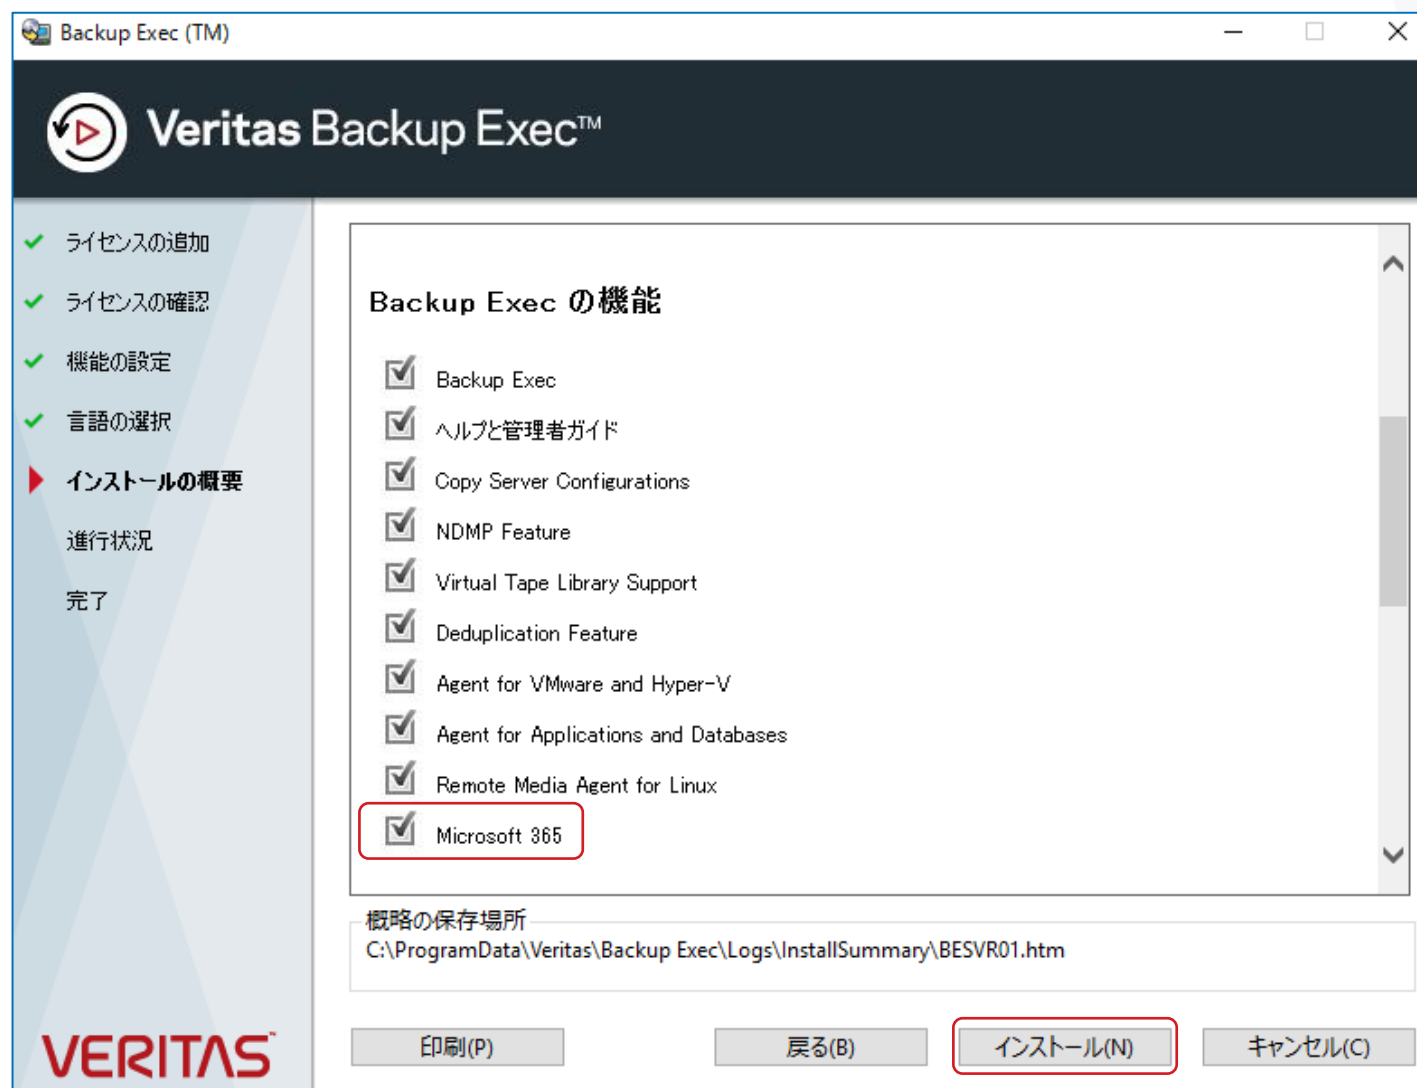 Backup Exec (TM)
Veritas Backup Exec™
ライセンスの追加
ライセンスの確認
機能の設定
言語の選択
インストールの概要
進行状況
完了
Backup Exec の機能
Backup Exec
ヘルプと管理者ガイド
Copy Server Configurations
NDMP Feature
Virtual Tape Library Support
Deduplication Feature
Agent for VMware and Hyper-V
Agent for Applications and Databases
Remote Media Agent for Linux
Microsoft 365
概略の保存場所
C:\ProgramData\Veritas\Backup Exec\Logs\InstallSummary\BESVR01.htm
VERITAS™
印刷(P)
戻る(B)
インストール(N)
キャンセル(C)